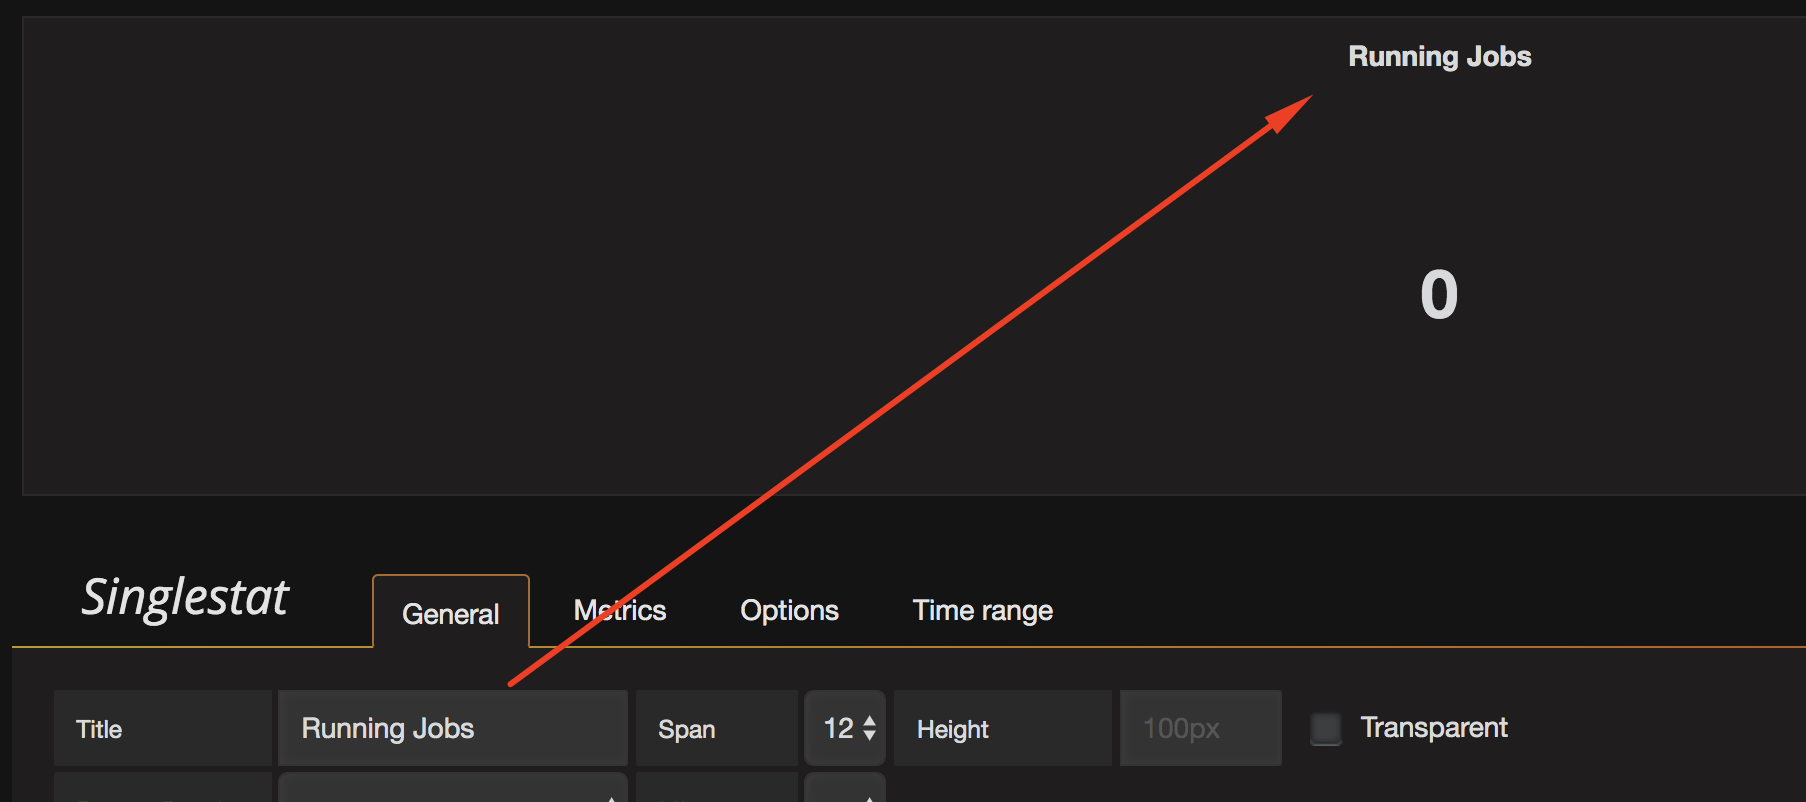 Running Jobs
0
Singlestat General Metrics Options Time range
Title Running Jobs Span 12 Height 100px Transparent